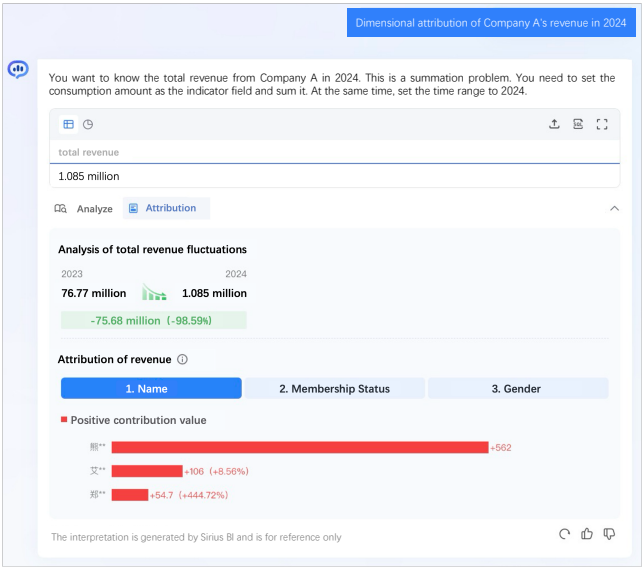 Dimensional attribution of Company A's revenue in 2024
You want to know the total revenue from Company A in 2024. This is a summation problem. You need to set the
consumption amount as the indicator field and sum it. At the same time, set the time range to 2024.
total revenue
1.085 million
Analyze Attribution
Analysis of total revenue fluctuations
2023 2024
76.77 million 1.085 million
-75.68 million (-98.59%)
Attribution of revenue
1. Name 2. Membership Status 3. Gender
Positive contribution value
熊** +562
艾** +106 (+8.56%)
郑** +54.7 (+444.72%)
The interpretation is generated by Sirius BI and is for reference only